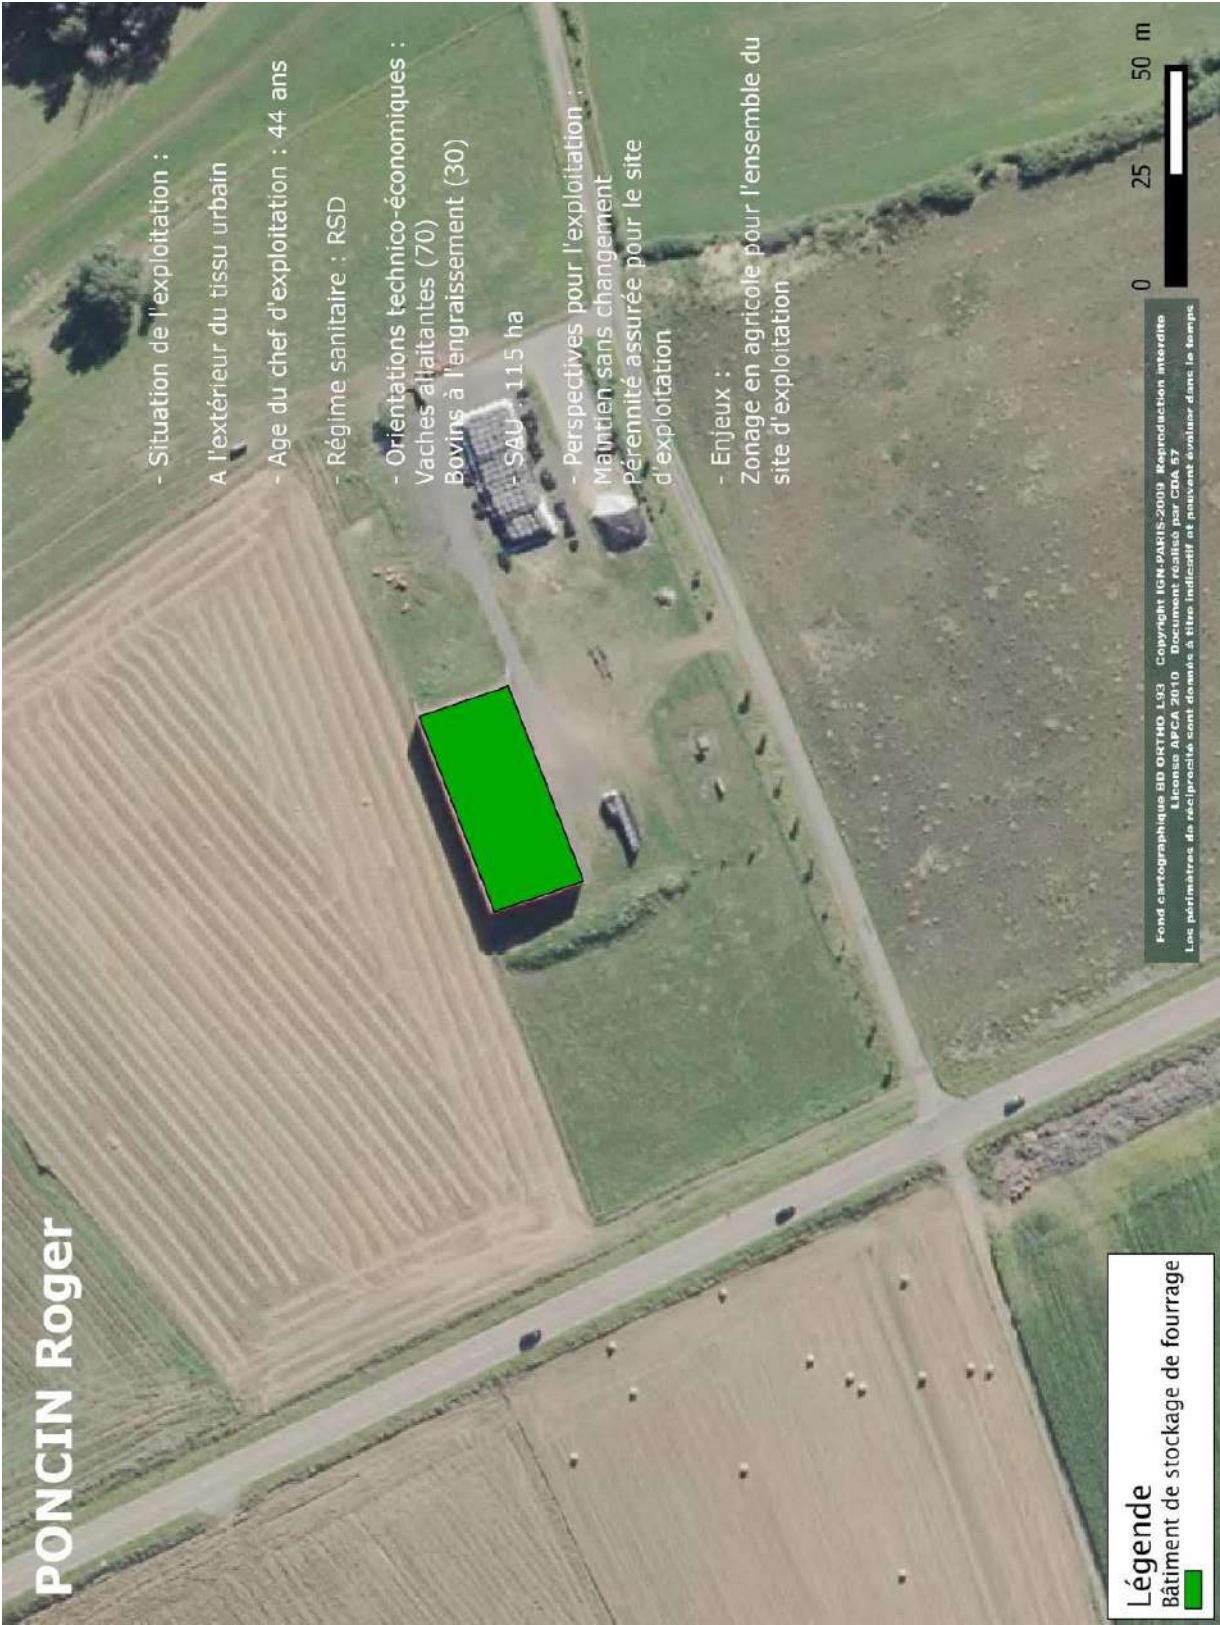 PONCIN Roger
- Situation de l'exploitation :
A l'extérieur du tissu urbain
- Age du chef d'exploitation : 44 ans
- Régime sanitaire : RSD
- Orientations technico-économiques :
Vaches allaitantes (70)
Bovins à l'engraissement (30)
- SAU : 115 ha
- Perspectives pour l'exploitation :
Maintien sans changement
Pérennité assurée pour le site
d'exploitation
- Enjeux :
Zonage en agricole pour l'ensemble du
site d'exploitation
0 25 50 m
Fond cartographique BD ORTHO L93 Copyright IGN-PARIS-2009 Reproduction interdite
License APCA 2010 Document réalisé par CDA 57
Les périmètres de réciprocité sont donnés à titre indicatif et peuvent évoluer dans le temps
Légende
Bâtiment de stockage de fourrage